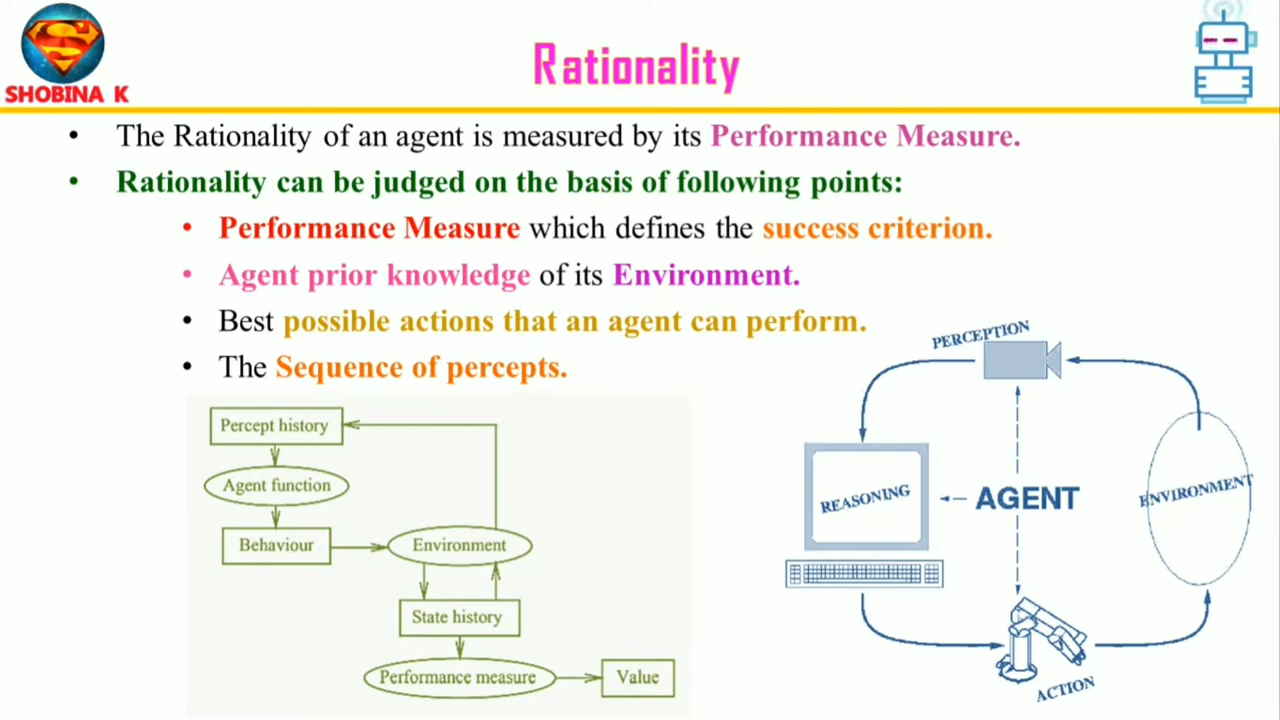 SHOBINA K
Rationality
• The Rationality of an agent is measured by its Performance Measure.
• Rationality can be judged on the basis of following points:
• Performance Measure which defines the success criterion.
• Agent prior knowledge of its Environment.
• Best possible actions that an agent can perform.
• The Sequence of percepts.
Percept history
Agent function
Behaviour
Environment
State history
Performance measure
Value
PERCEPTION
REASONING
AGENT
ENVIRONMENT
ACTION